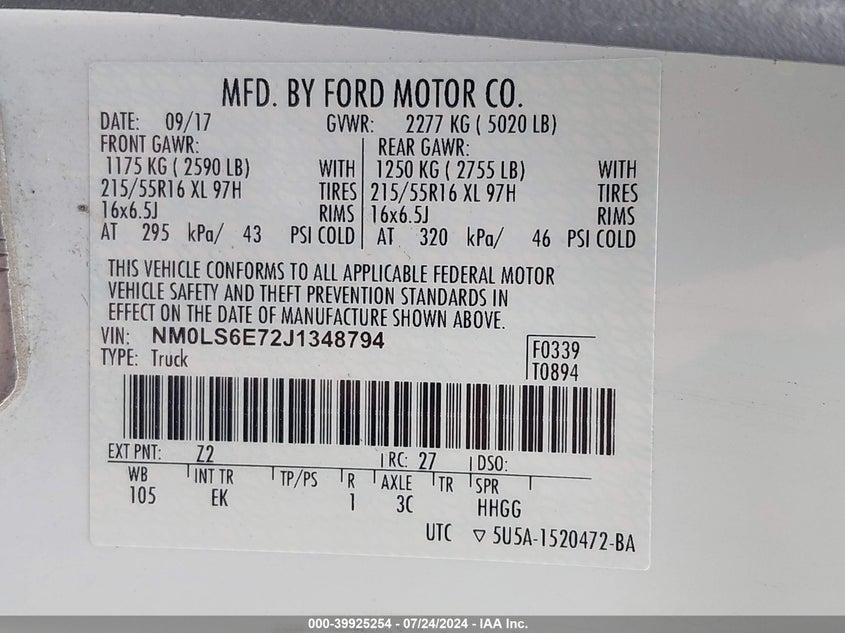 MFD. BY FORD MOTOR CO.
DATE: 09/17 GVWR: 2277 KG ( 5020 LB)
FRONT GAWR: REAR GAWR:
1175 KG ( 2590 LB) WITH 1250 KG ( 2755 LB) WITH
215/55R16 XL 97H TIRES 215/55R16 XL 97H TIRES
16x6.5J RIMS 16x6.5J RIMS
AT 295 kPa/ 43 PSI COLD AT 320 kPa/ 46 PSI COLD
THIS VEHICLE CONFORMS TO ALL APPLICABLE FEDERAL MOTOR
VEHICLE SAFETY AND THEFT PREVENTION STANDARDS IN
EFFECT ON THE DATE OF MANUFACTURE SHOWN ABOVE.
VIN: NM0LS6E72J1348794
TYPE: Truck
F0339
T0894
EXT PNT: Z2 RC: 27 DSO:
WB INT TR TP/PS R AXLE TR SPR
105 EK 1 3C HHGG
UTC ▽ 5U5A-1520472-BA
000-39925254 - 07/24/2024 - IAA Inc.